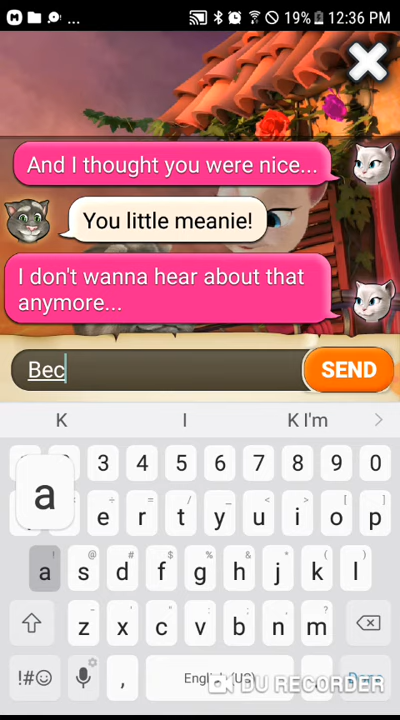 19% 12:36 PM
And I thought you were nice...
You little meanie!
I don't wanna hear about that
anymore...
Bec
SEND
K I K I'm
3 4 5 6 7 8 9 0
a
e r t y u i o p
a s d f g h j k l
z x c v b n m
!#☺ , English(US) Done
DU RECORDER